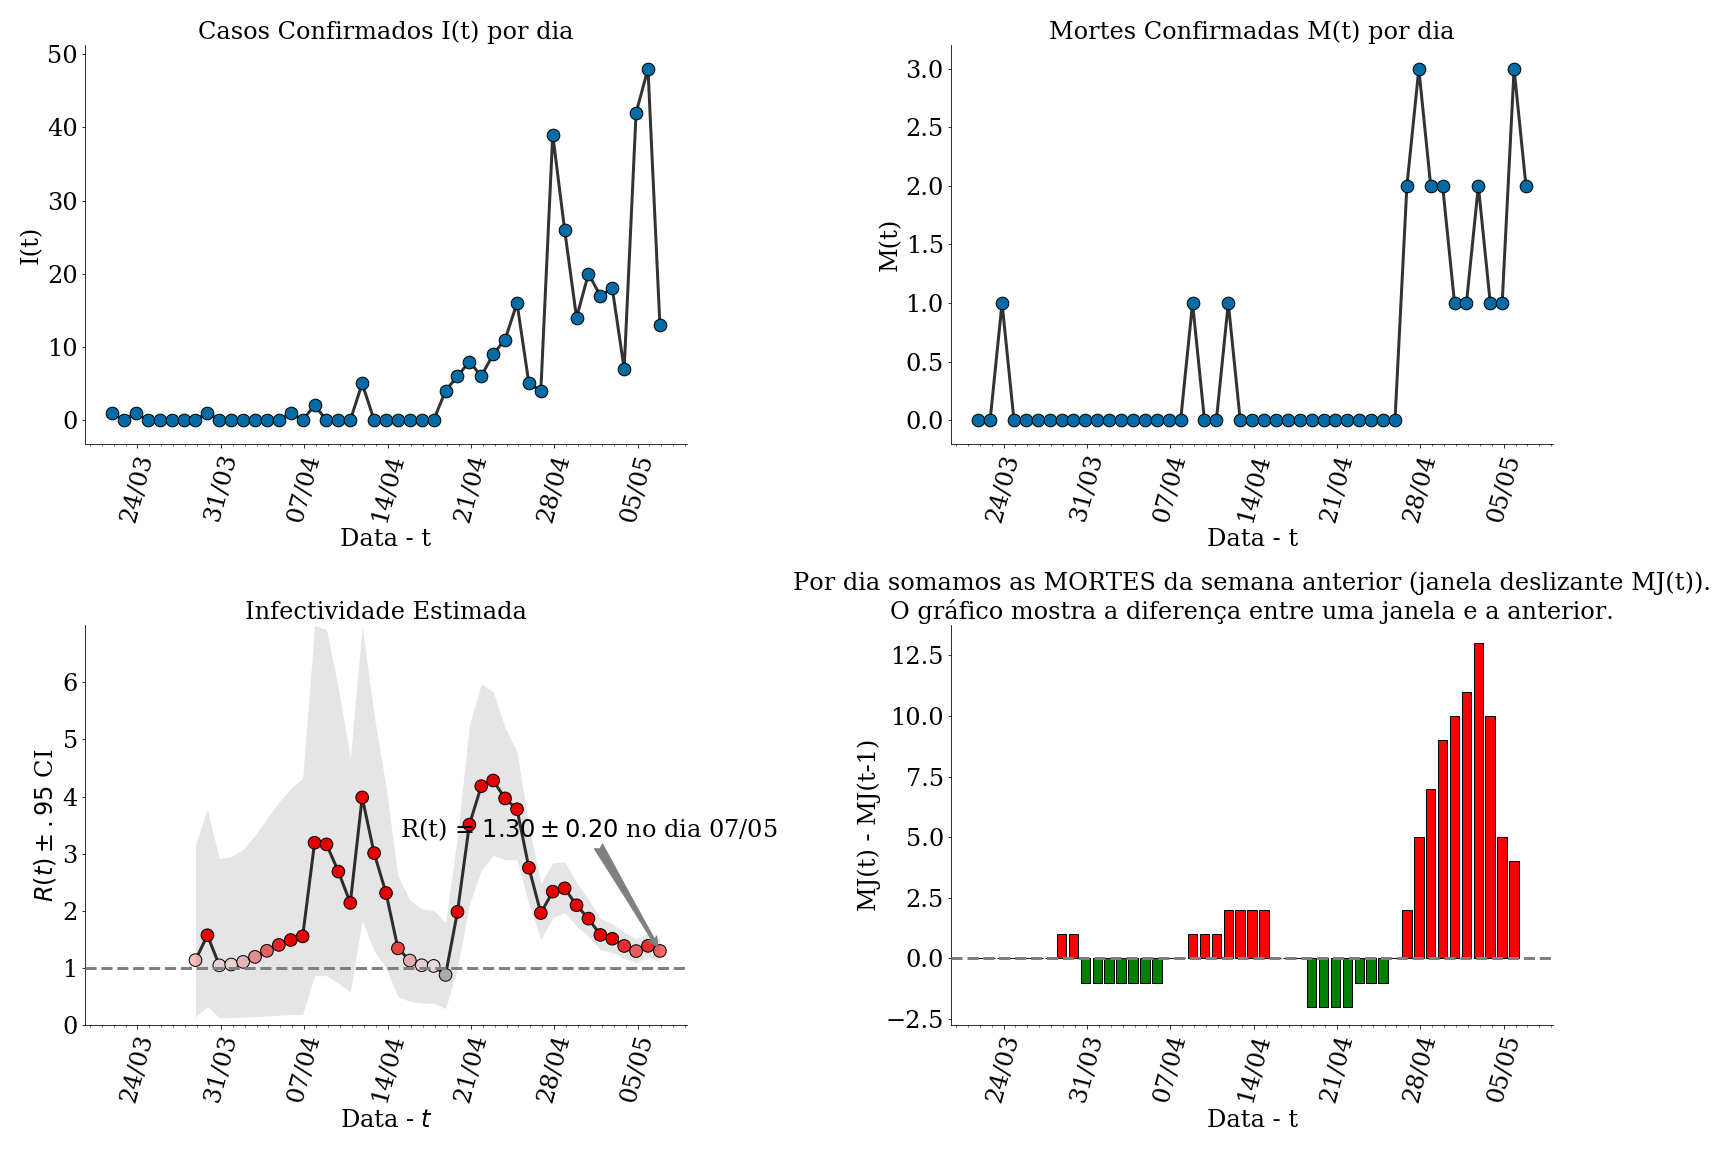 Casos Confirmados I(t) por dia
I(t)
50
40
30
20
10
0
24/03 31/03 07/04 14/04 21/04 28/04 05/05
Data - t
Mortes Confirmadas M(t) por dia
M(t)
3.0
2.5
2.0
1.5
1.0
0.5
0.0
24/03 31/03 07/04 14/04 21/04 28/04 05/05
Data - t
Infectividade Estimada
R(t) ± . 95 CI
6
5
4
3
2
1
0
R(t) = 1.30 ± 0.20 no dia 07/05
24/03 31/03 07/04 14/04 21/04 28/04 05/05
Data - t
Por dia somamos as MORTES da semana anterior (janela deslizante MJ(t)).
O gráfico mostra a diferença entre uma janela e a anterior.
MJ(t) - MJ(t-1)
12.5
10.0
7.5
5.0
2.5
0.0
−2.5
24/03 31/03 07/04 14/04 21/04 28/04 05/05
Data - t